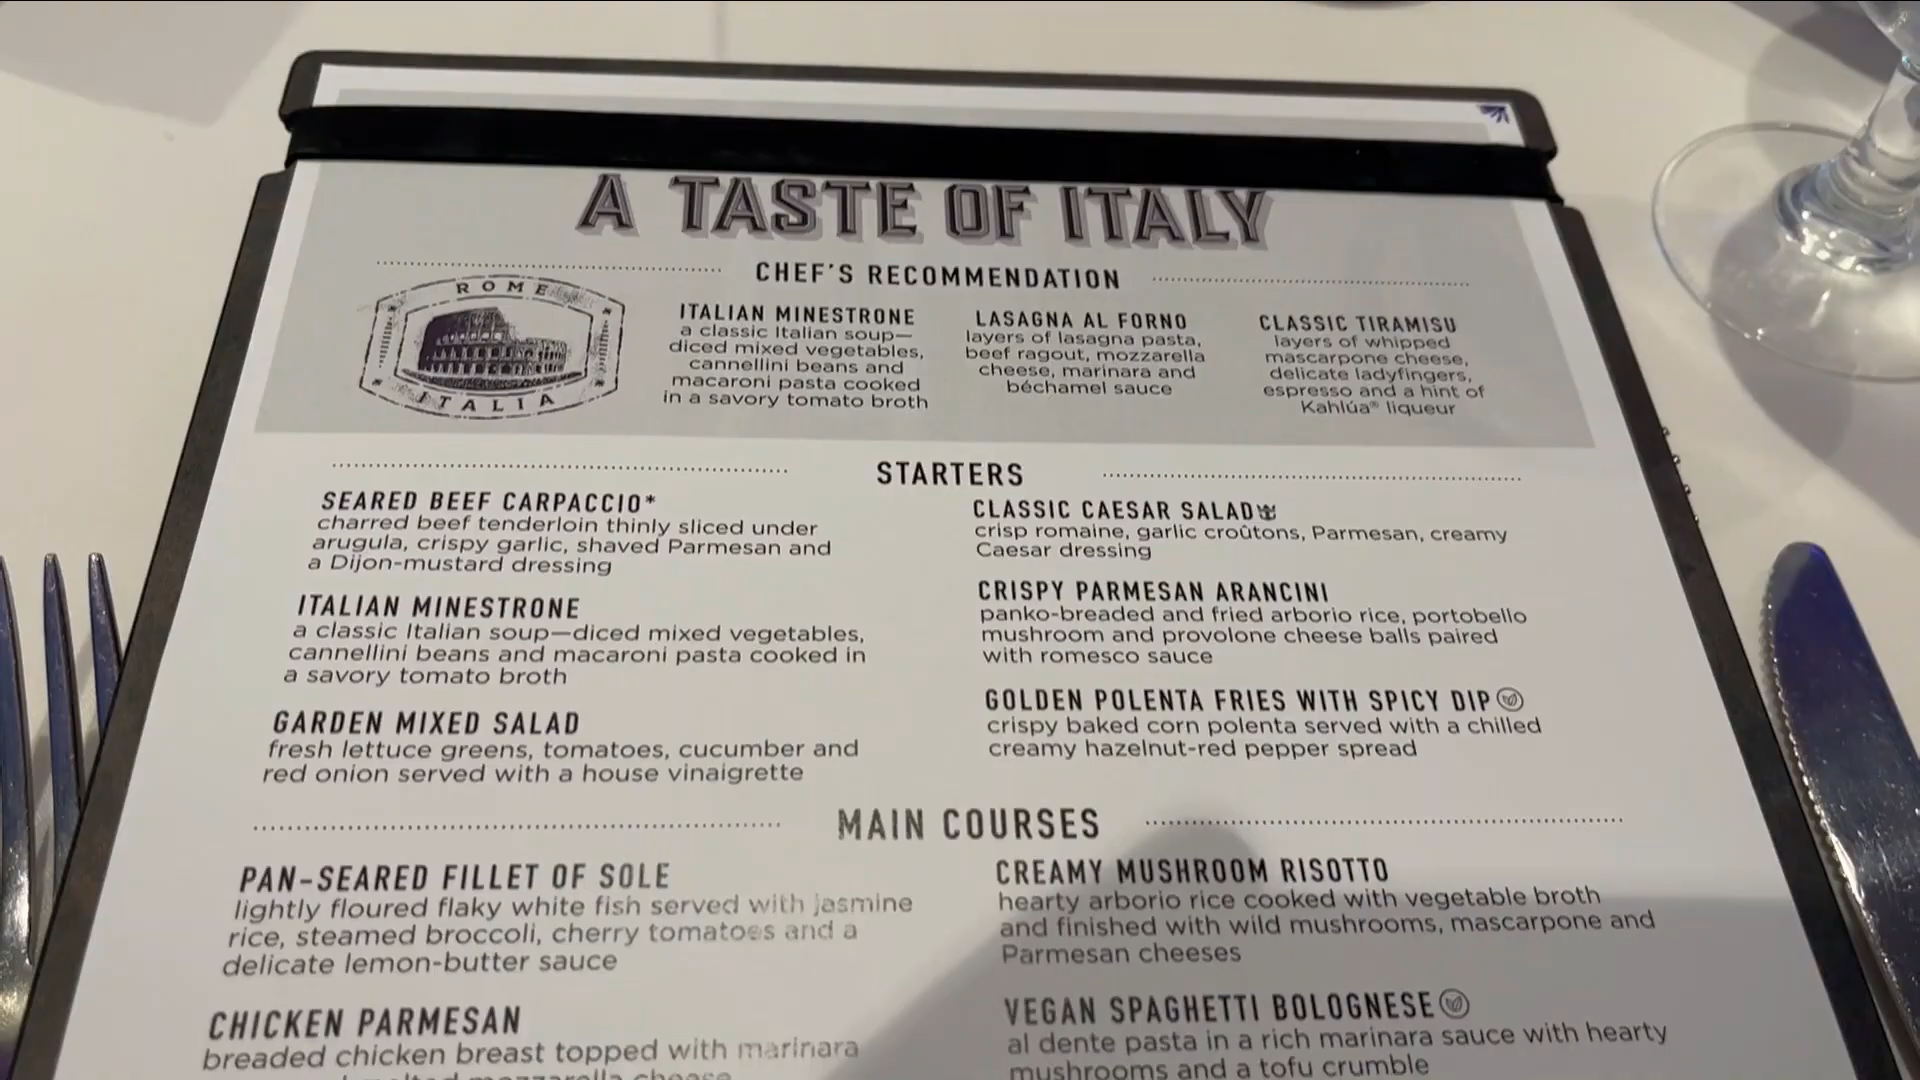 A TASTE OF ITALY
CHEF'S RECOMMENDATION
ROME
ITALIA
ITALIAN MINESTRONE
a classic Italian soup—
diced mixed vegetables,
cannellini beans and
macaroni pasta cooked
in a savory tomato broth
LASAGNA AL FORNO
layers of lasagna pasta,
beef ragout, mozzarella
cheese, marinara and
béchamel sauce
CLASSIC TIRAMISU
layers of whipped
mascarpone cheese,
delicate ladyfingers,
espresso and a hint of
Kahlúa® liqueur
STARTERS
SEARED BEEF CARPACCIO*
charred beef tenderloin thinly sliced under
arugula, crispy garlic, shaved Parmesan and
a Dijon-mustard dressing
ITALIAN MINESTRONE
a classic Italian soup—diced mixed vegetables,
cannellini beans and macaroni pasta cooked in
a savory tomato broth
GARDEN MIXED SALAD
fresh lettuce greens, tomatoes, cucumber and
red onion served with a house vinaigrette
CLASSIC CAESAR SALAD
crisp romaine, garlic croûtons, Parmesan, creamy
Caesar dressing
CRISPY PARMESAN ARANCINI
panko-breaded and fried arborio rice, portobello
mushroom and provolone cheese balls paired
with romesco sauce
GOLDEN POLENTA FRIES WITH SPICY DIP
crispy baked corn polenta served with a chilled
creamy hazelnut-red pepper spread
MAIN COURSES
PAN-SEARED FILLET OF SOLE
lightly floured flaky white fish served with jasmine
rice, steamed broccoli, cherry tomatoes and a
delicate lemon-butter sauce
CHICKEN PARMESAN
breaded chicken breast topped with marinara
melted mozzarella cheese
CREAMY MUSHROOM RISOTTO
hearty arborio rice cooked with vegetable broth
and finished with wild mushrooms, mascarpone and
Parmesan cheeses
VEGAN SPAGHETTI BOLOGNESE
al dente pasta in a rich marinara sauce with hearty
mushrooms and a tofu crumble